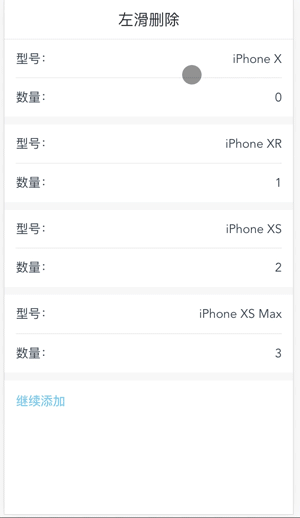 左滑删除
型号: iPhone X
数量: 0
型号: iPhone XR
数量: 1
型号: iPhone XS
数量: 2
型号: iPhone XS Max
数量: 3
继续添加